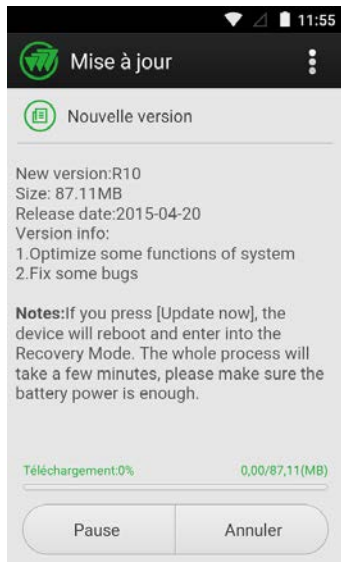 11:55
Mise à jour
Nouvelle version
New version:R10
Size: 87.11MB
Release date:2015-04-20
Version info:
1.Optimize some functions of system
2.Fix some bugs
Notes:If you press [Update now], the
device will reboot and enter into the
Recovery Mode. The whole process will
take a few minutes, please make sure the
battery power is enough.
Téléchargement:0% 0,00/87,11(MB)
Pause Annuler